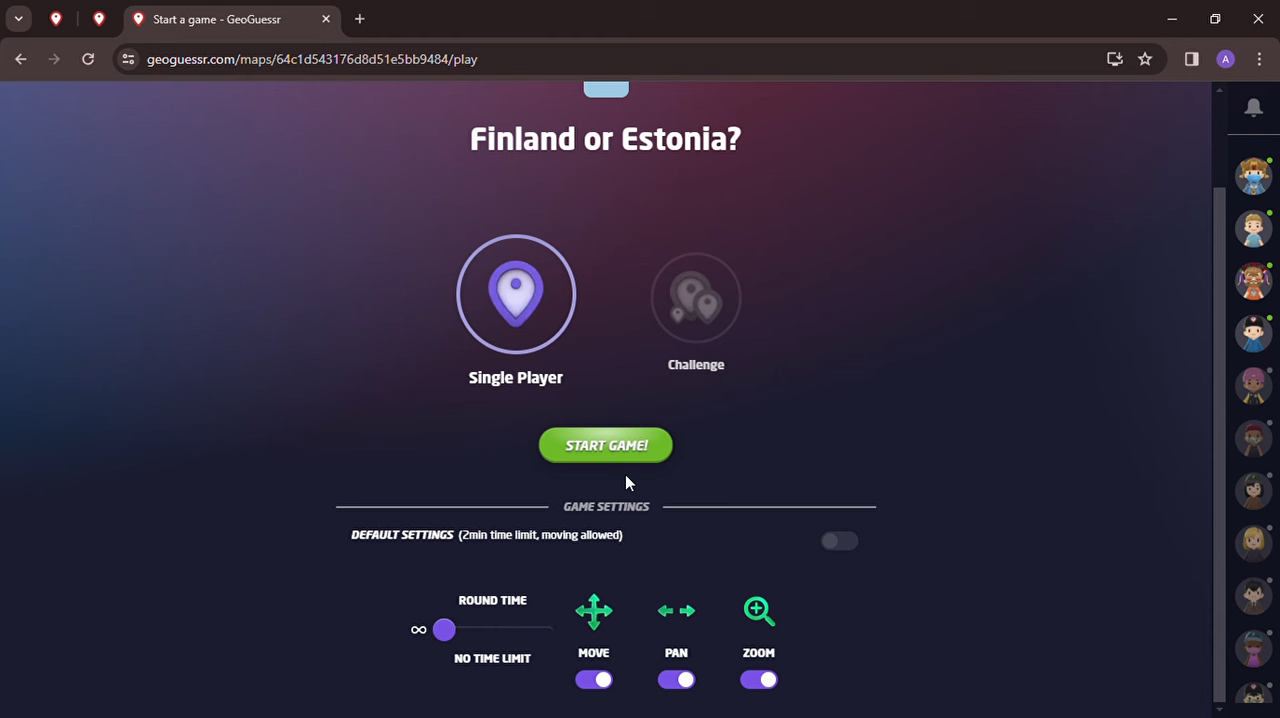 Start a game - GeoGuessr
geoguessr.com/maps/64c1d543176d8d51e5bb9484/play
A
Finland or Estonia?
Single Player
Challenge
START GAME!
GAME SETTINGS
DEFAULT SETTINGS (2min time limit, moving allowed)
ROUND TIME
∞
NO TIME LIMIT
MOVE
PAN
ZOOM